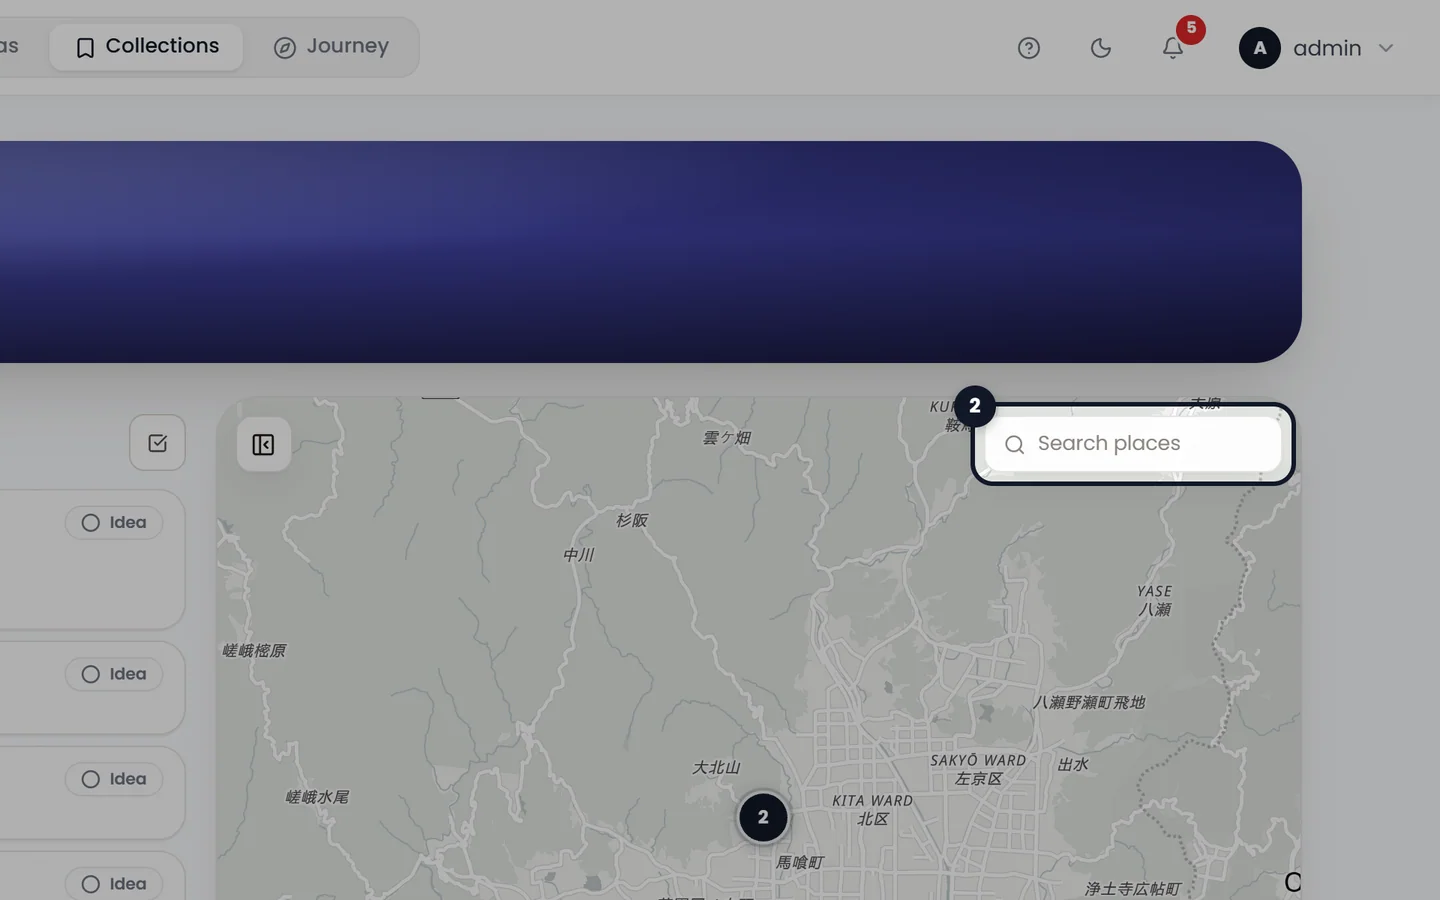 Collections
Journey
5
A
admin
2
Search places
雲ケ畑
杉阪
中川
Idea
YASE
八瀬
嵯峨樒原
Idea
八瀬野瀬町飛地
SAKYŌ WARD
左京区
出水
大北山
Idea
嵯峨水尾
KITA WARD
北区
2
馬喰町
Idea
浄土寺広帖町